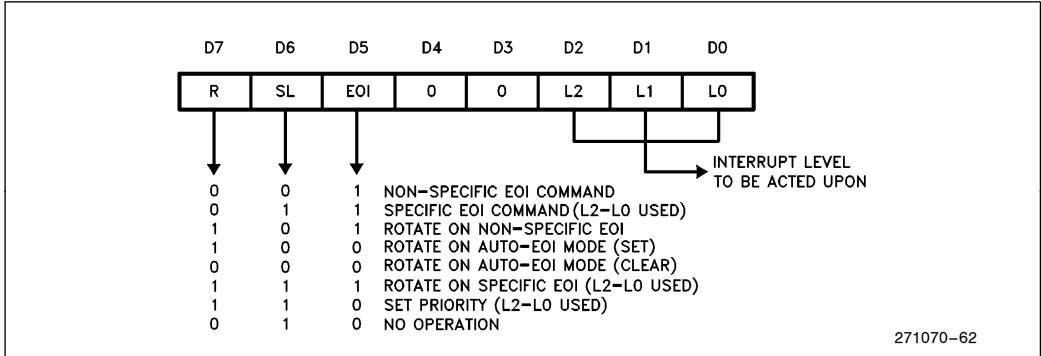 D7 D6 D5 D4 D3 D2 D1 D0
R SL EOI 0 0 L2 L1 L0
INTERRUPT LEVEL
TO BE ACTED UPON
0 0 1 NON-SPECIFIC EOI COMMAND
0 1 1 SPECIFIC EOI COMMAND (L2-L0 USED)
1 0 1 ROTATE ON NON-SPECIFIC EOI
1 0 0 ROTATE ON AUTO-EOI MODE (SET)
0 0 0 ROTATE ON AUTO-EOI MODE (CLEAR)
1 1 1 ROTATE ON SPECIFIC EOI (L2-L0 USED)
1 1 0 SET PRIORITY (L2-L0 USED)
0 1 0 NO OPERATION
271070-62